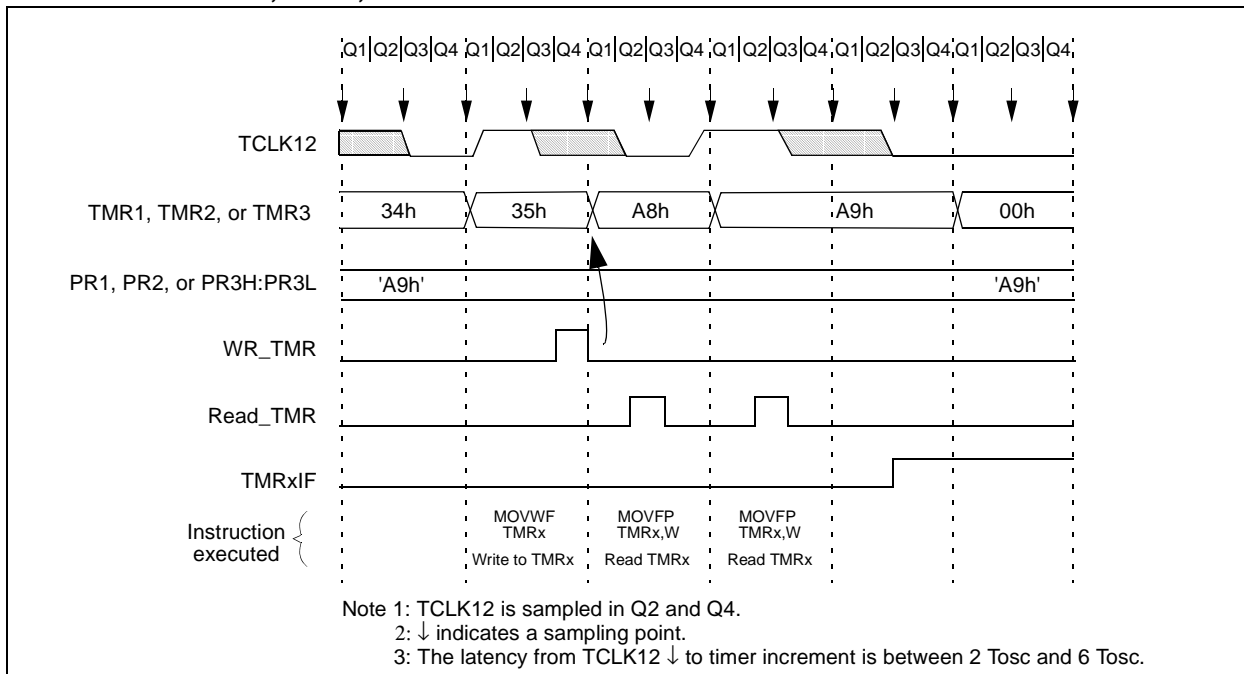 Q1 Q2 Q3 Q4 Q1 Q2 Q3 Q4 Q1 Q2 Q3 Q4 Q1 Q2 Q3 Q4 Q1 Q2 Q3 Q4 Q1 Q2 Q3 Q4
TCLK12
TMR1, TMR2, or TMR3 34h 35h A8h A9h 00h
PR1, PR2, or PR3H:PR3L 'A9h' 'A9h'
WR_TMR
Read_TMR
TMRxIF
Instruction executed
MOVWF MOVFP MOVFP
TMRx TMRx,W TMRx,W
Write to TMRx Read TMRx Read TMRx
Note 1: TCLK12 is sampled in Q2 and Q4.
2: ↓ indicates a sampling point.
3: The latency from TCLK12 ↓ to timer increment is between 2 Tosc and 6 Tosc.